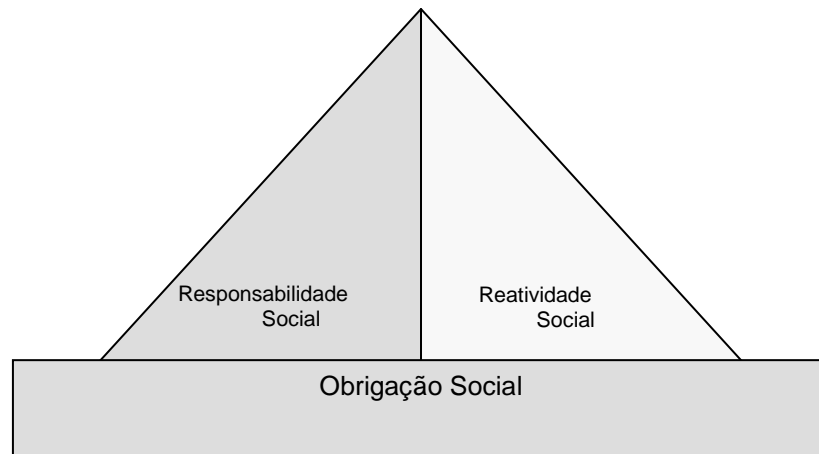 Responsabilidade
Social
Reatividade
Social
Obrigação Social